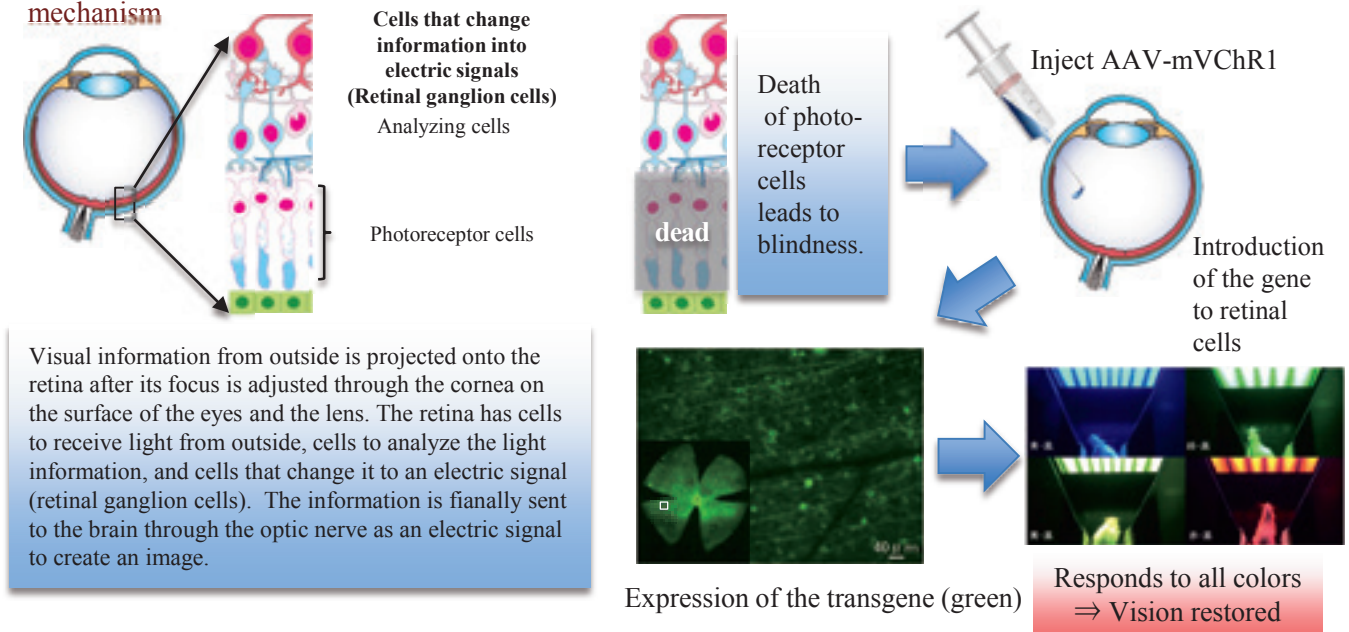 mechanism
Cells that change
information into
electric signals
(Retinal ganglion cells)
Analyzing cells
Photoreceptor cells
Visual information from outside is projected onto the
retina after its focus is adjusted through the cornea on
the surface of the eyes and the lens. The retina has cells
to receive light from outside, cells to analyze the light
information, and cells that change it to an electric signal
(retinal ganglion cells).  The information is fianally sent
to the brain through the optic nerve as an electric signal
to create an image.
dead
Death
of photo-
receptor
cells
leads to
blindness.
Inject AAV-mVChR1
Introduction
of the gene
to retinal
cells
40μm
Expression of the transgene (green)
Responds to all colors
⇒ Vision restored